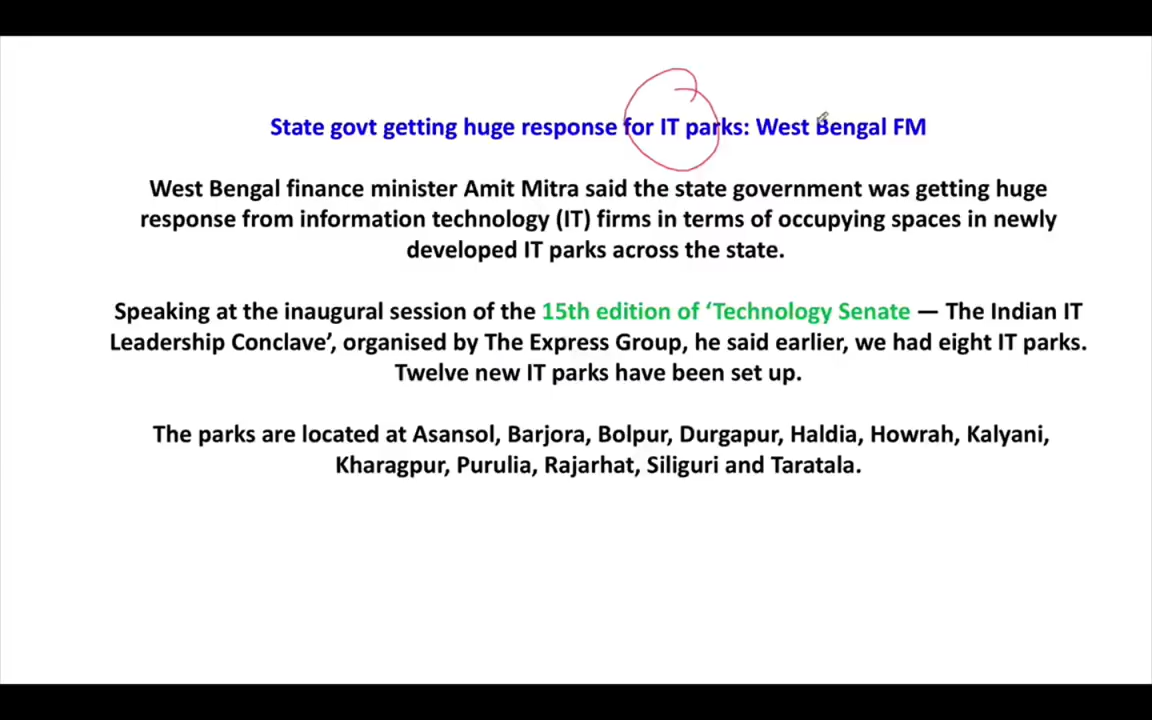 State govt getting huge response for IT parks: West Bengal FM
West Bengal finance minister Amit Mitra said the state government was getting huge
response from information technology (IT) firms in terms of occupying spaces in newly
developed IT parks across the state.
Speaking at the inaugural session of the 15th edition of ‘Technology Senate — The Indian IT
Leadership Conclave’, organised by The Express Group, he said earlier, we had eight IT parks.
Twelve new IT parks have been set up.
The parks are located at Asansol, Barjora, Bolpur, Durgapur, Haldia, Howrah, Kalyani,
Kharagpur, Purulia, Rajarhat, Siliguri and Taratala.